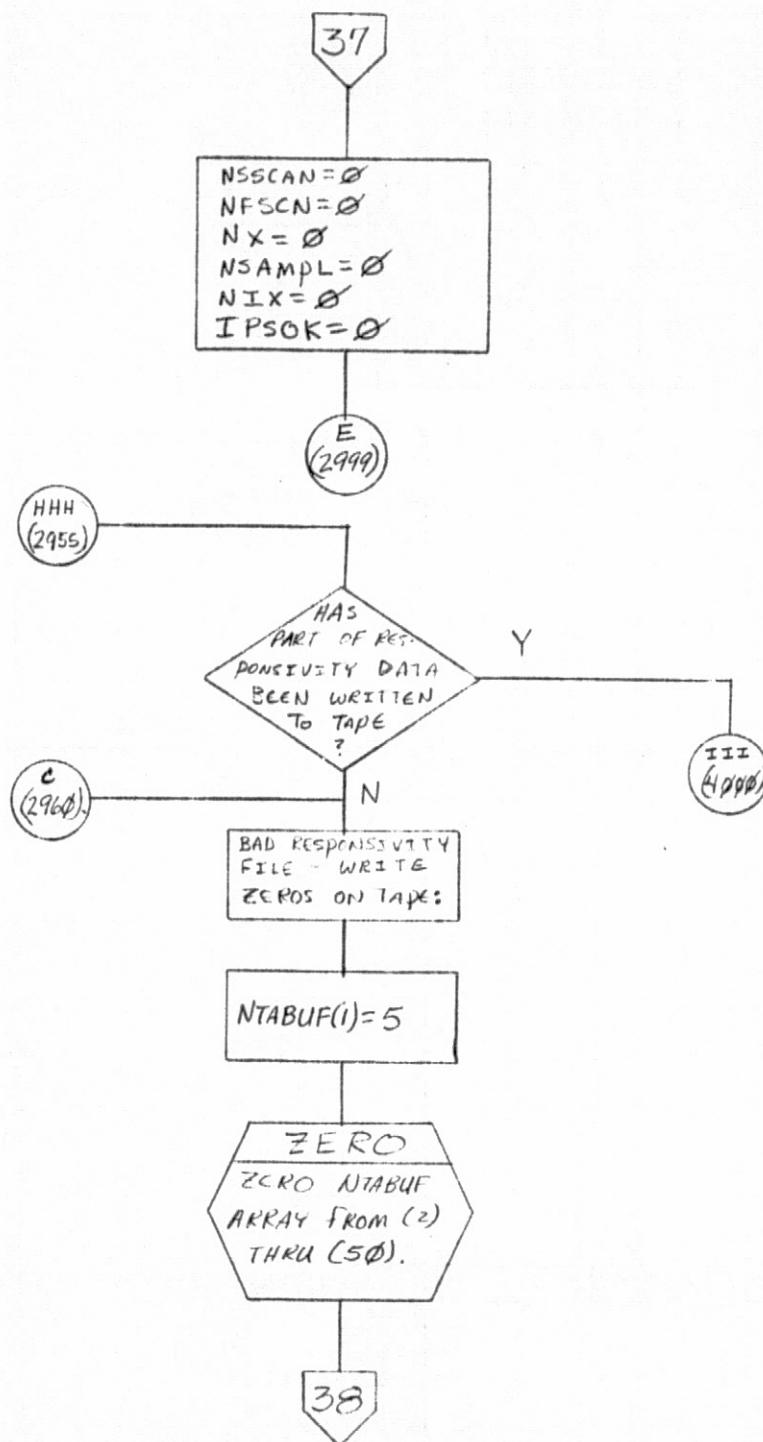 37
NSSCAN=Ø
NFSCN=Ø
NX=Ø
NSAMPL=Ø
NIX=Ø
IPSOK=Ø
E
(2999)
HHH
(2955)
HAS
PART OF RES-
PONSIVITY DATA
BEEN WRITTEN
TO TAPE
?
Y
III
(4ØØØ)
C
(296Ø)
N
BAD RESPONSIVITY
FILE - WRITE
ZEROS ON TAPE:
NTABUF(1)=5
ZERO
ZERO NTABUF
ARRAY FROM (2)
THRU (5Ø).
38